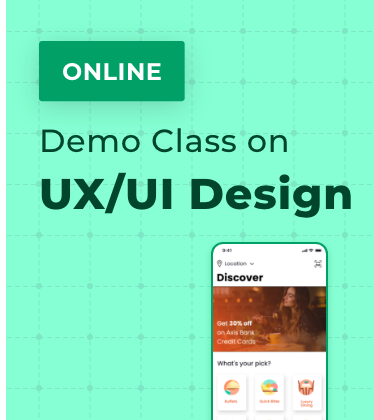 ONLINE
Demo Class on
UX/UI Design
9:41
Location
Discover
Get 30% off
on Axis Bank
Credit Cards
What's your pick?
Buffets
Quick Bites
Luxury
Dining